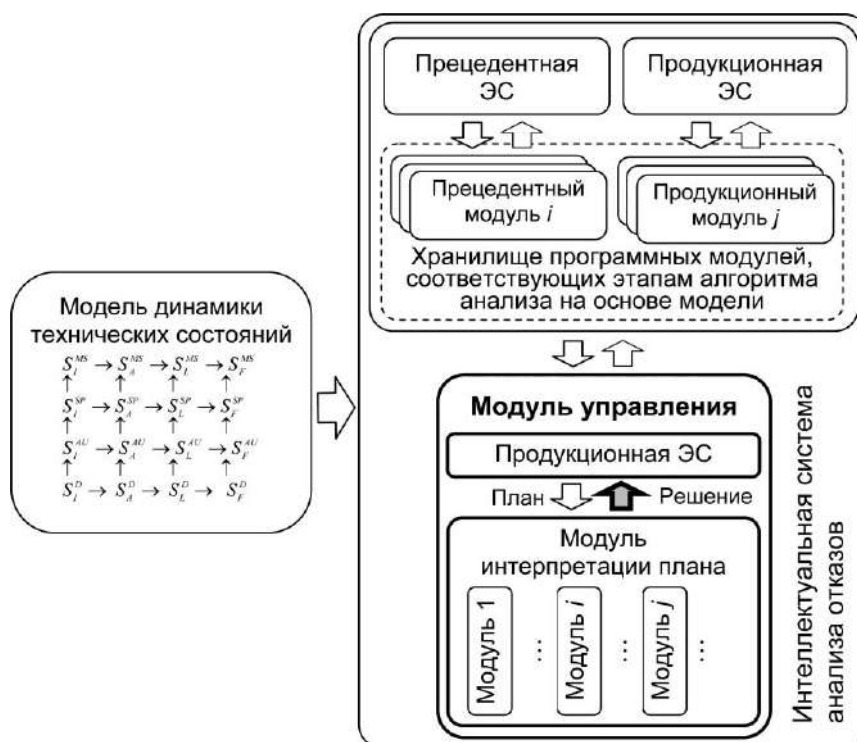 Прецедентная
ЭС
Продукционная
ЭС
Прецедентный
модуль i
Продукционный
модуль j
Хранилище программных модулей,
соответствующих этапам алгоритма
анализа на основе модели
Модель динамики
технических состояний
S_I^{MS} → S_A^{MS} → S_L^{MS} → S_F^{MS}
↑ ↑ ↑ ↑
S_I^{SP} → S_A^{SP} → S_L^{SP} → S_F^{SP}
↑ ↑ ↑ ↑
S_I^{AU} → S_A^{AU} → S_L^{AU} → S_F^{AU}
↑ ↑ ↑ ↑
S_I^{D} → S_A^{D} → S_L^{D} → S_F^{D}
Модуль управления
Продукционная ЭС
План
Решение
Модуль
интерпретации плана
Модуль 1
...
Модуль i
...
Модуль j
...
Интеллектуальная система
анализа отказов